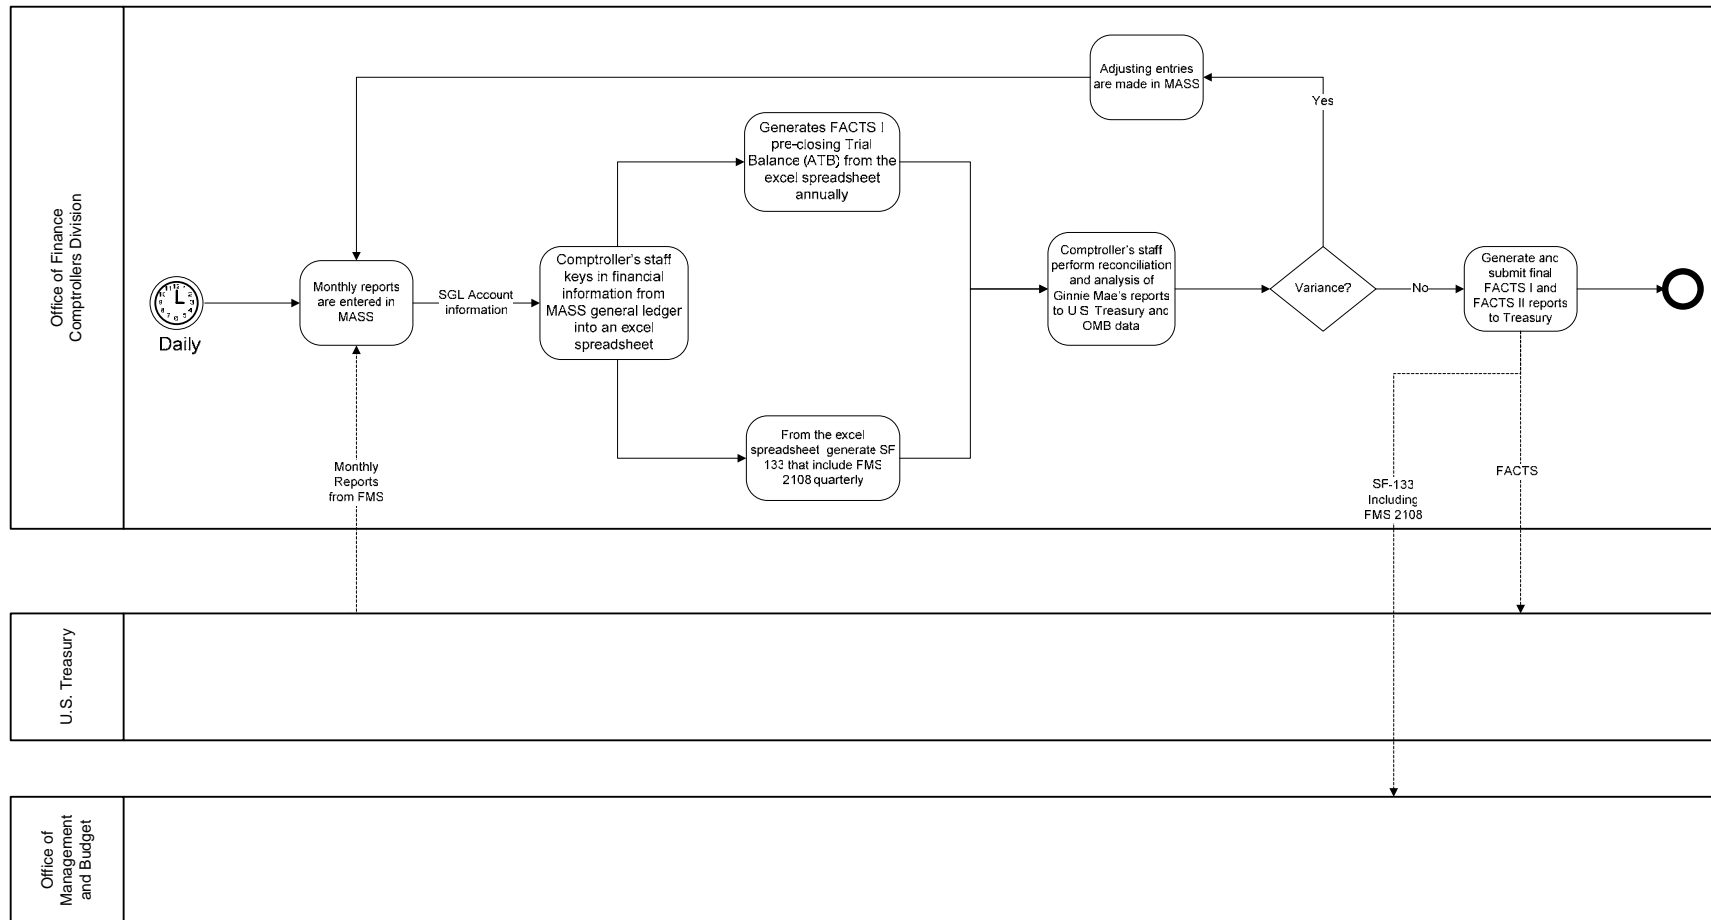 Office of Finance
Comptrollers Division
Adjusting entries
are made in MASS
Yes
Generates FACTS I
pre-closing Trial
Balance (ATB) from the
excel spreadsheet
annually
Daily
Monthly reports
are entered in
MASS
SGL Account
information
Comptroller's staff
keys in financial
information from
MASS general ledger
into an excel
spreadsheet
Comptroller's staff
perform reconciliation
and analysis of
Ginnie Mae's reports
to U.S. Treasury and
OMB data
Variance?
No
Generate and
submit final
FACTS I and
FACTS II reports
to Treasury
From the excel
spreadsheet generate SF
133 that include FMS
2108 quarterly
Monthly
Reports
from FMS
SF-133
Including
FMS 2108
FACTS
U.S. Treasury
Office of
Management
and Budget